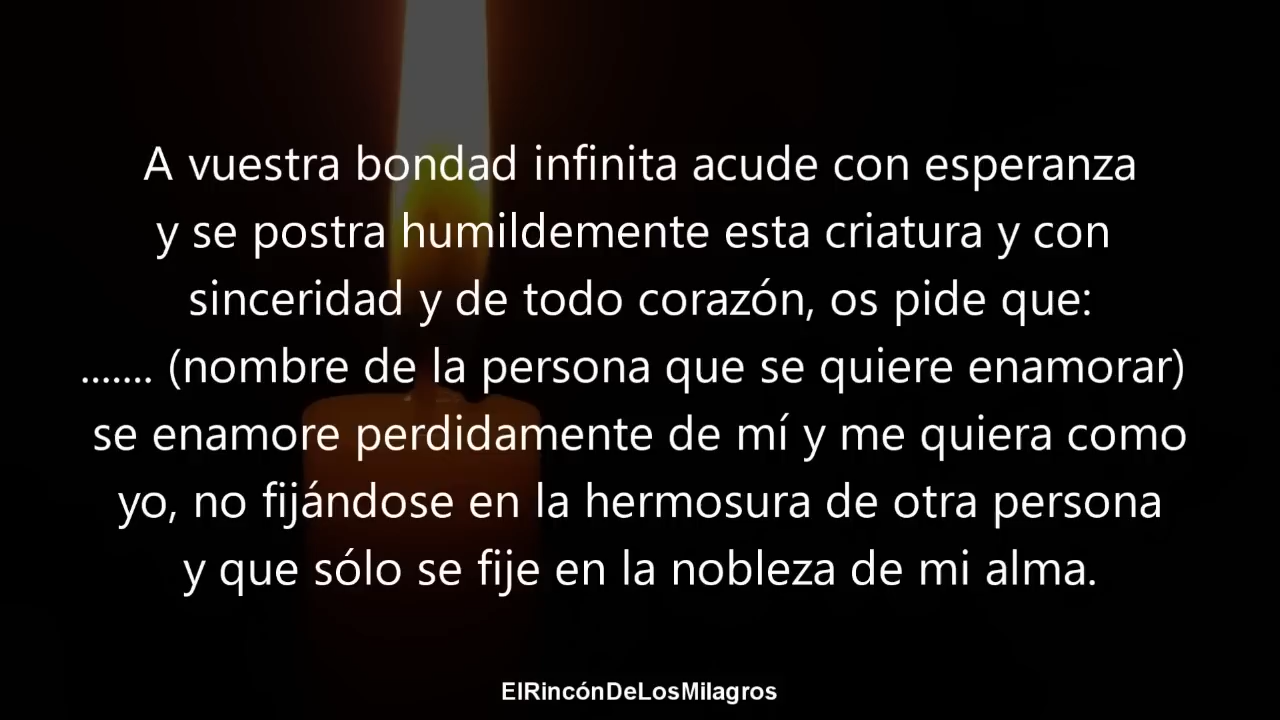 A vuestra bondad infinita acude con esperanza
y se postra humildemente esta criatura y con
sinceridad y de todo corazón, os pide que:
....... (nombre de la persona que se quiere enamorar)
se enamore perdidamente de mí y me quiera como
yo, no fijándose en la hermosura de otra persona
y que sólo se fije en la nobleza de mi alma.
ElRincónDeLosMilagros